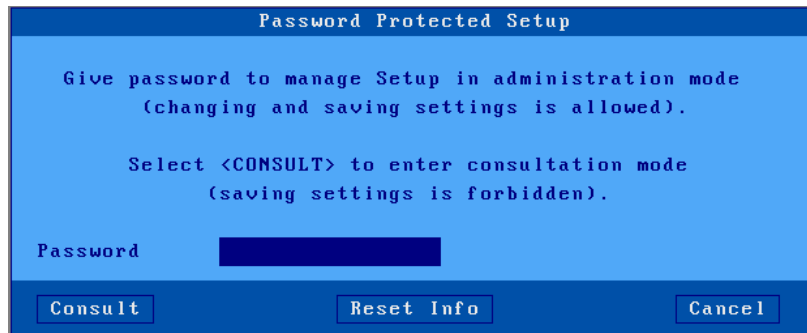 Password Protected Setup
Give password to manage Setup in administration mode
(changing and saving settings is allowed).
Select <CONSULT> to enter consultation mode
(saving settings is forbidden).
Password
Consult Reset Info Cancel